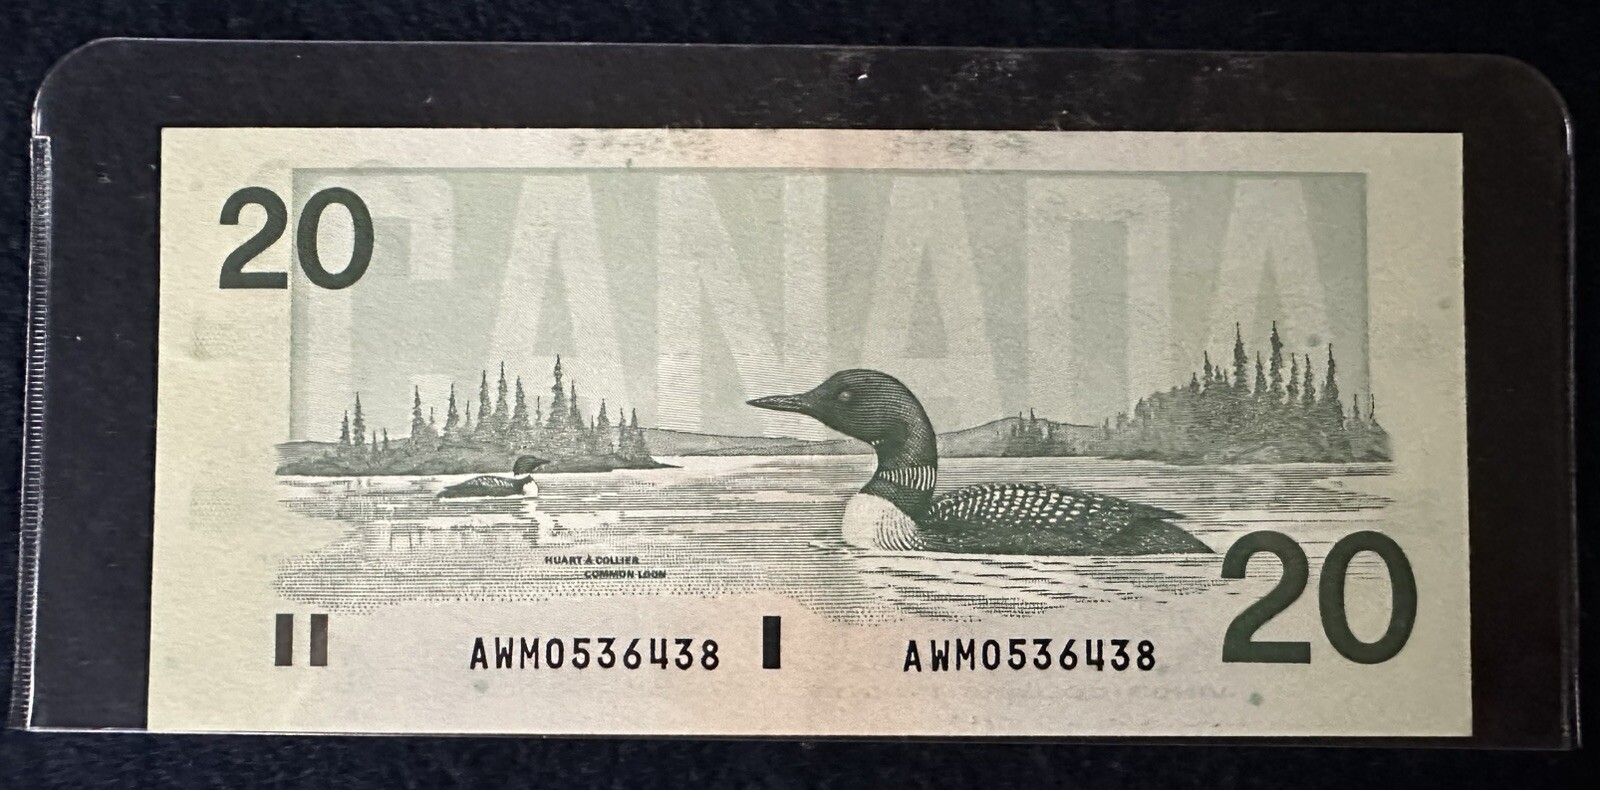 20
CANADA
HUART À COLLIER
COMMON LOON
AWM0536438 AWM0536438
20